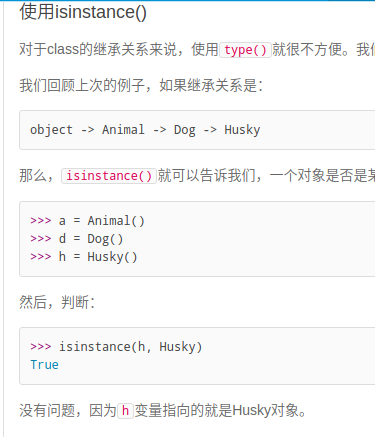 使用isinstance()
对于class的继承关系来说，使用type()就很不方便。我
我们回顾上次的例子，如果继承关系是：
object -> Animal -> Dog -> Husky
那么，isinstance()就可以告诉我们，一个对象是否是
>>> a = Animal()
>>> d = Dog()
>>> h = Husky()
然后，判断：
>>> isinstance(h, Husky)
True
没有问题，因为h变量指向的就是Husky对象。